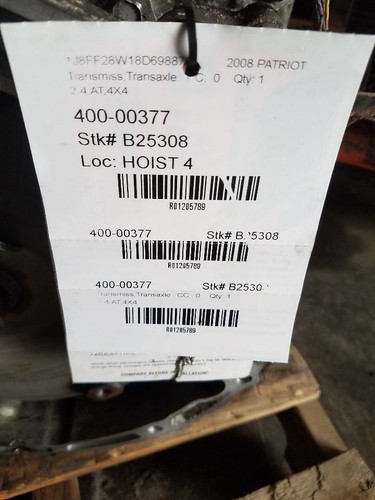 2008 PATRIOT
Transmiss,Transaxle CC: 0 Qty: 1
2.4 AT,4X4
400-00377
Stk# B25308
Loc: HOIST 4
R01205789
400-00377 Stk#
R01205789
400-00377 Stk#
Transmiss,Transaxle CC: 0 Qty: 1
2.4 AT,4X4
R01205789
COMPARE BEFORE INSTALLATION